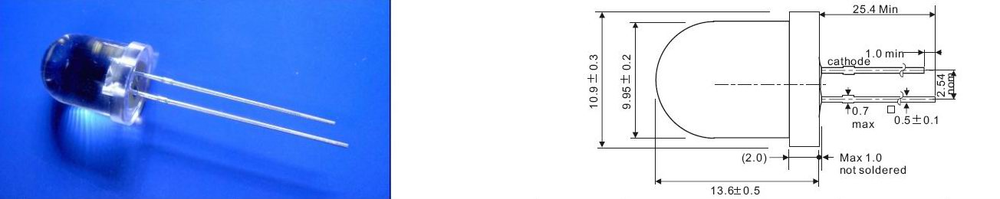 25.4 Min
1.0 min
cathode
10.9 ± 0.3
9.95 ± 0.2
2.54
nom
0.7
max
0.5 ± 0.1
(2.0)
Max 1.0
not soldered
13.6 ± 0.5